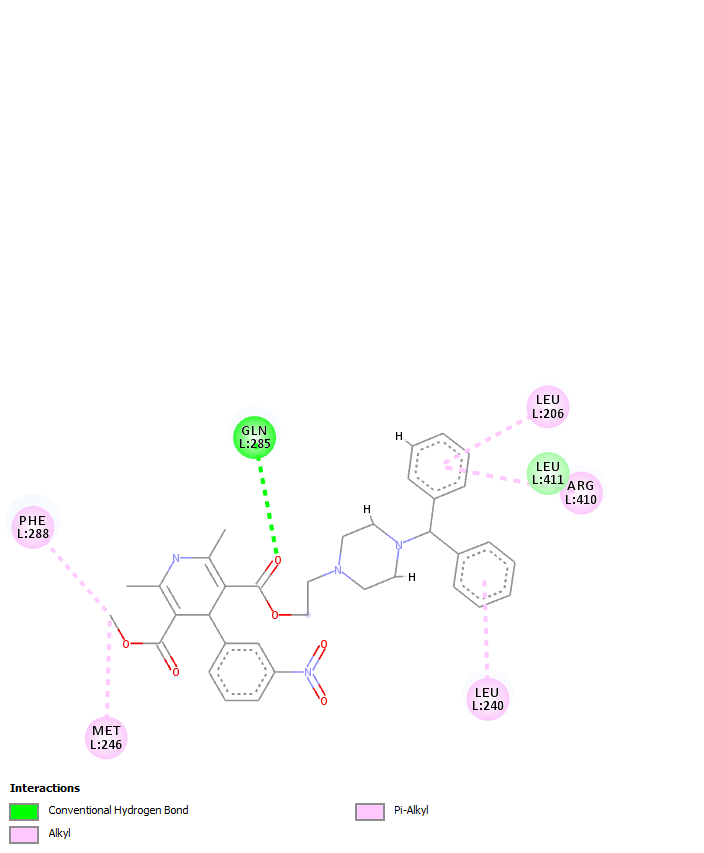 LEU
L:206
GLN
L:285
H
LEU
L:411
ARG
L:410
H
PHE
L:288
N
O
N
N
H
O
O
O
N
O
O
LEU
L:240
MET
L:246
Interactions
Conventional Hydrogen Bond
Pi-Alkyl
Alkyl